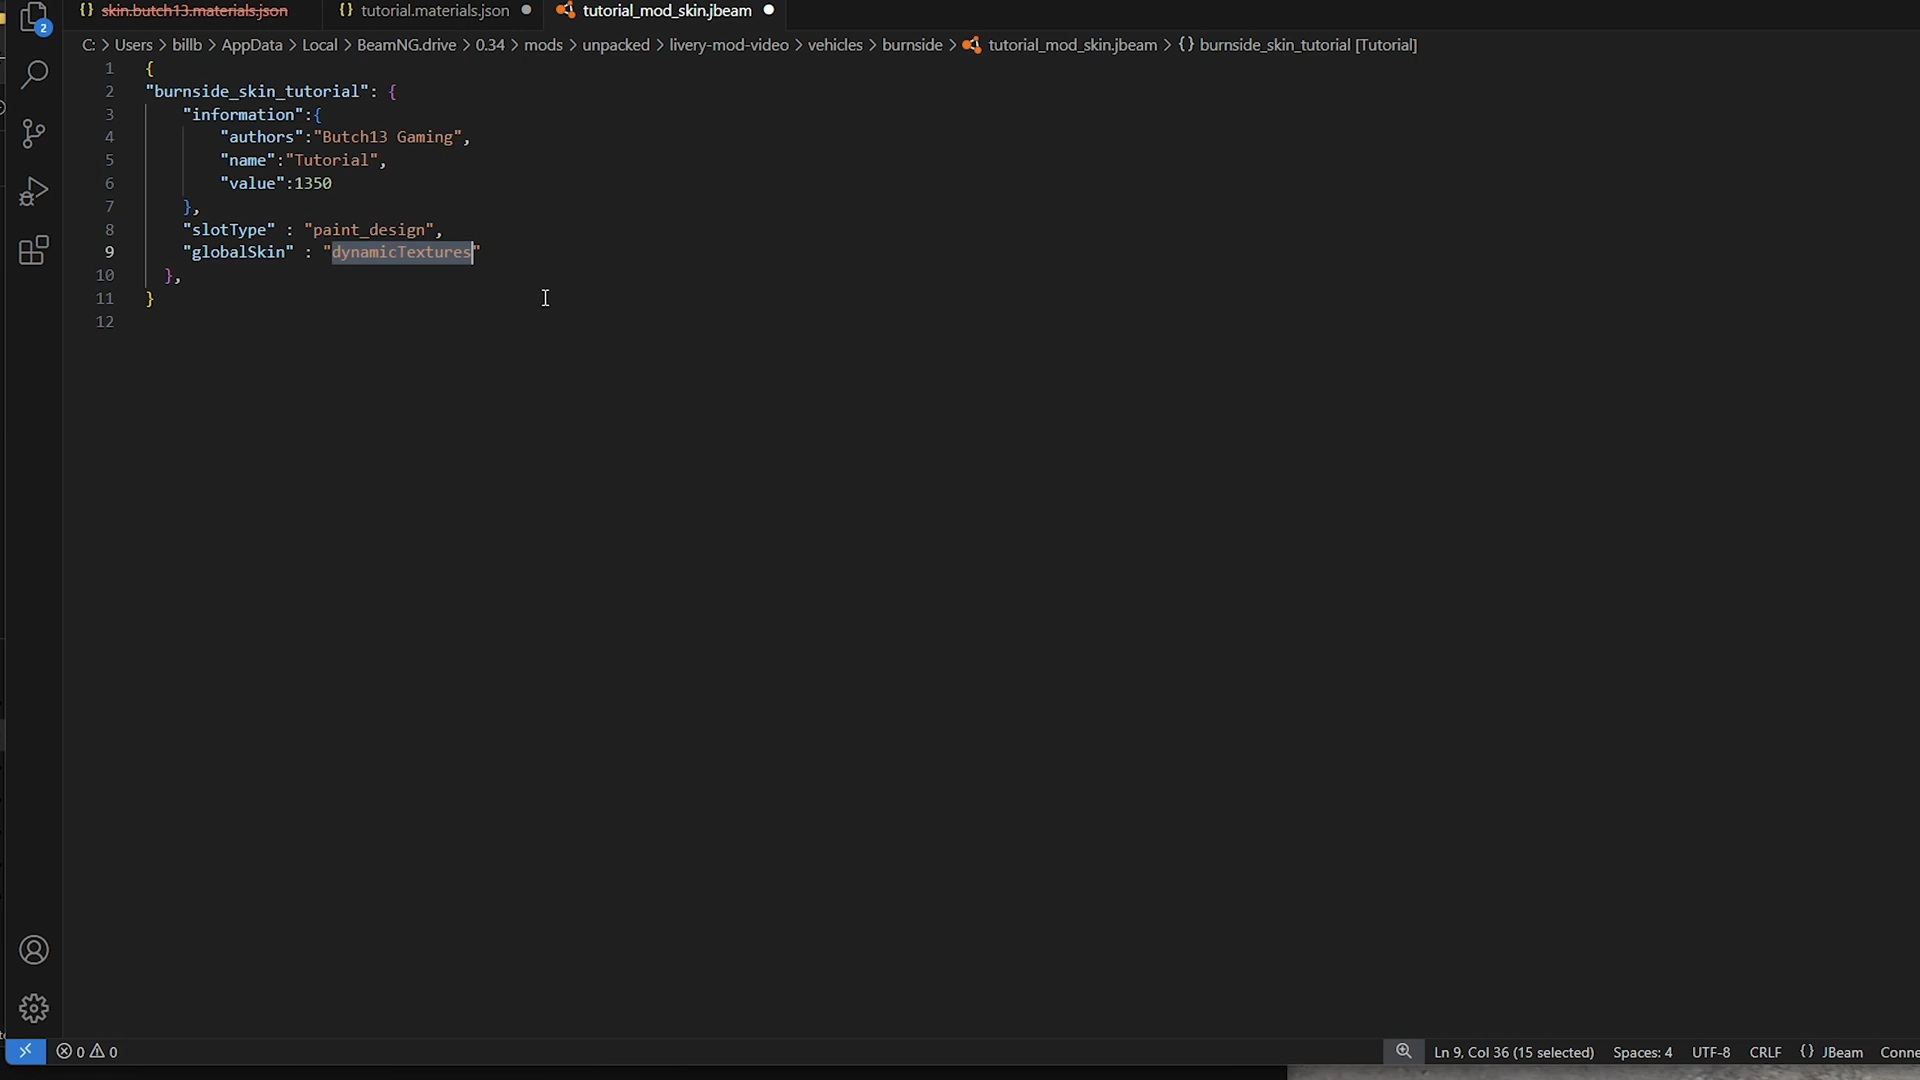 skin.butch13.materials.json tutorial.materials.json tutorial_mod_skin.jbeam
2
C: > Users > billb > AppData > Local > BeamNG.drive > 0.34 > mods > unpacked > livery-mod-video > vehicles > burnside > tutorial_mod_skin.jbeam > {} burnside_skin_tutorial [Tutorial]
1 {
2 "burnside_skin_tutorial": {
3 "information":{
4 "authors":"Butch13 Gaming",
5 "name":"Tutorial",
6 "value":1350
7 },
8 "slotType" : "paint_design",
9 "globalSkin" : "dynamicTextures"
10 },
11 }
12
0 0 Ln 9, Col 36 (15 selected) Spaces: 4 UTF-8 CRLF {} JBeam